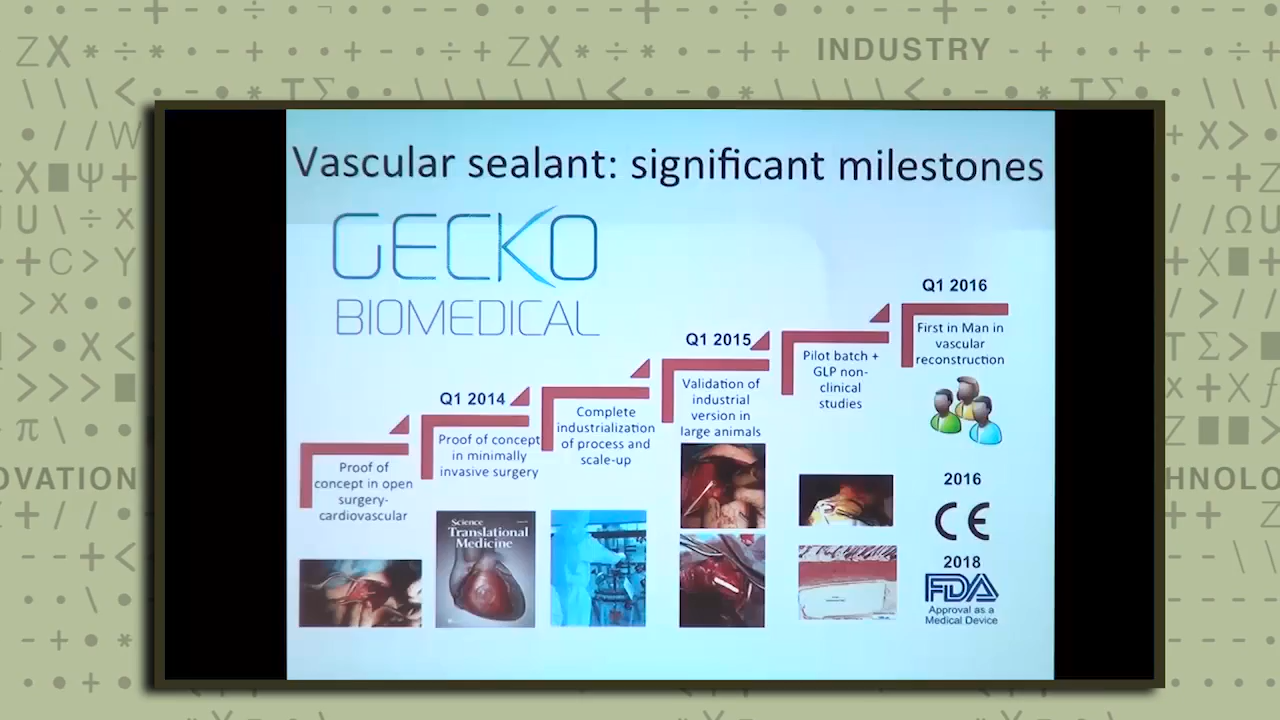 INDUSTRY
OVATION
HNOLO
Vascular sealant: significant milestones
GECKO
BIOMEDICAL
Proof of
concept in open
surgery-
cardiovascular
Q1 2014
Proof of concept
in minimally
invasive surgery
Science
Translational
Medicine
Complete
industrialization
of process and
scale-up
Q1 2015
Validation of
industrial
version in
large animals
Pilot batch +
GLP non-
clinical
studies
Q1 2016
First in Man in
vascular
reconstruction
2016
CE
2018
FDA
Approval as a
Medical Device